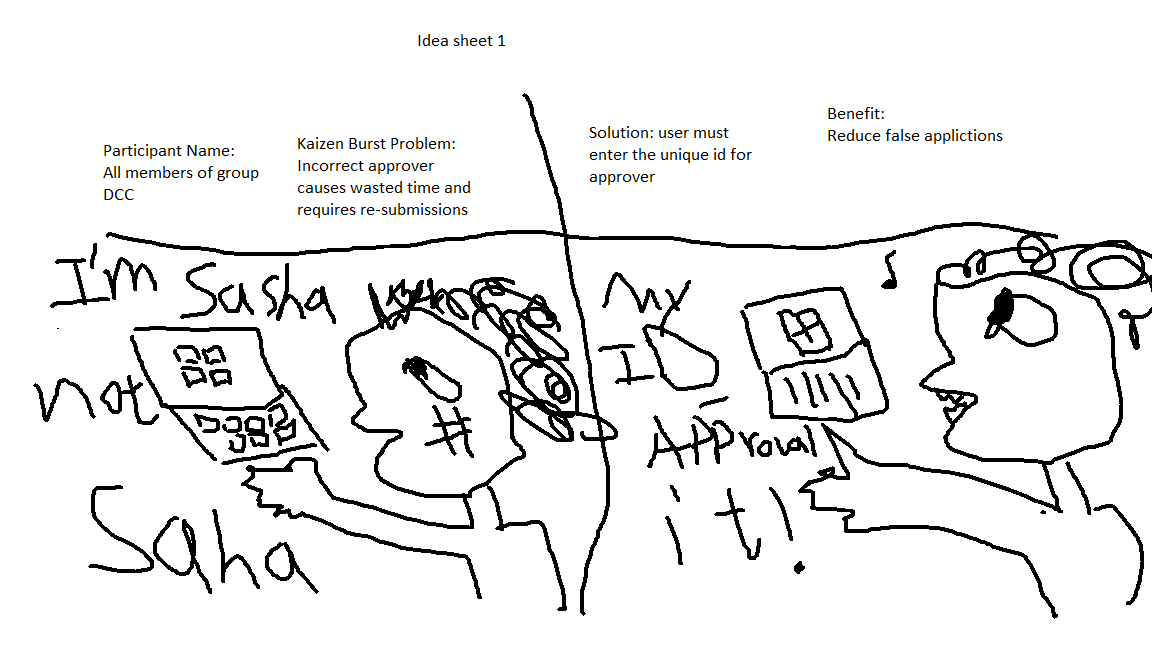 Idea sheet 1
Participant Name:
All members of group
DCC
Kaizen Burst Problem:
Incorrect approver
causes wasted time and
requires re-submissions
Solution: user must
enter the unique id for
approver
Benefit:
Reduce false applictions
I'm Sasha
not
Saha
My
ID
Approval
it!